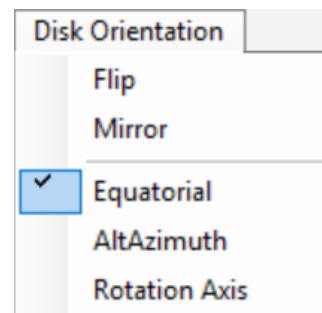 Disk Orientation
Flip
Mirror
Equatorial
AltAzimuth
Rotation Axis